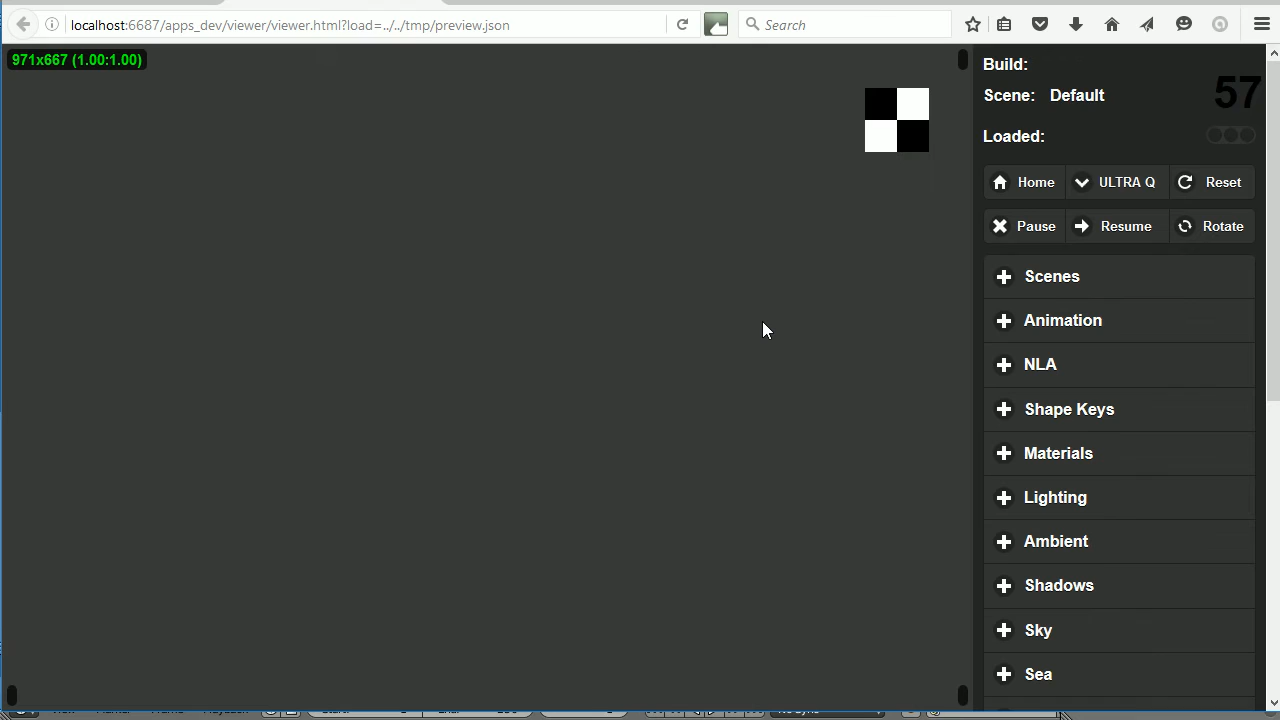 localhost:6687/apps_dev/viewer/viewer.html?load=../../tmp/preview.json
Search
971x667 (1.00:1.00)
Build:
57
Scene: Default
Loaded:
Home
ULTRA Q
Reset
Pause
Resume
Rotate
Scenes
Animation
NLA
Shape Keys
Materials
Lighting
Ambient
Shadows
Sky
Sea